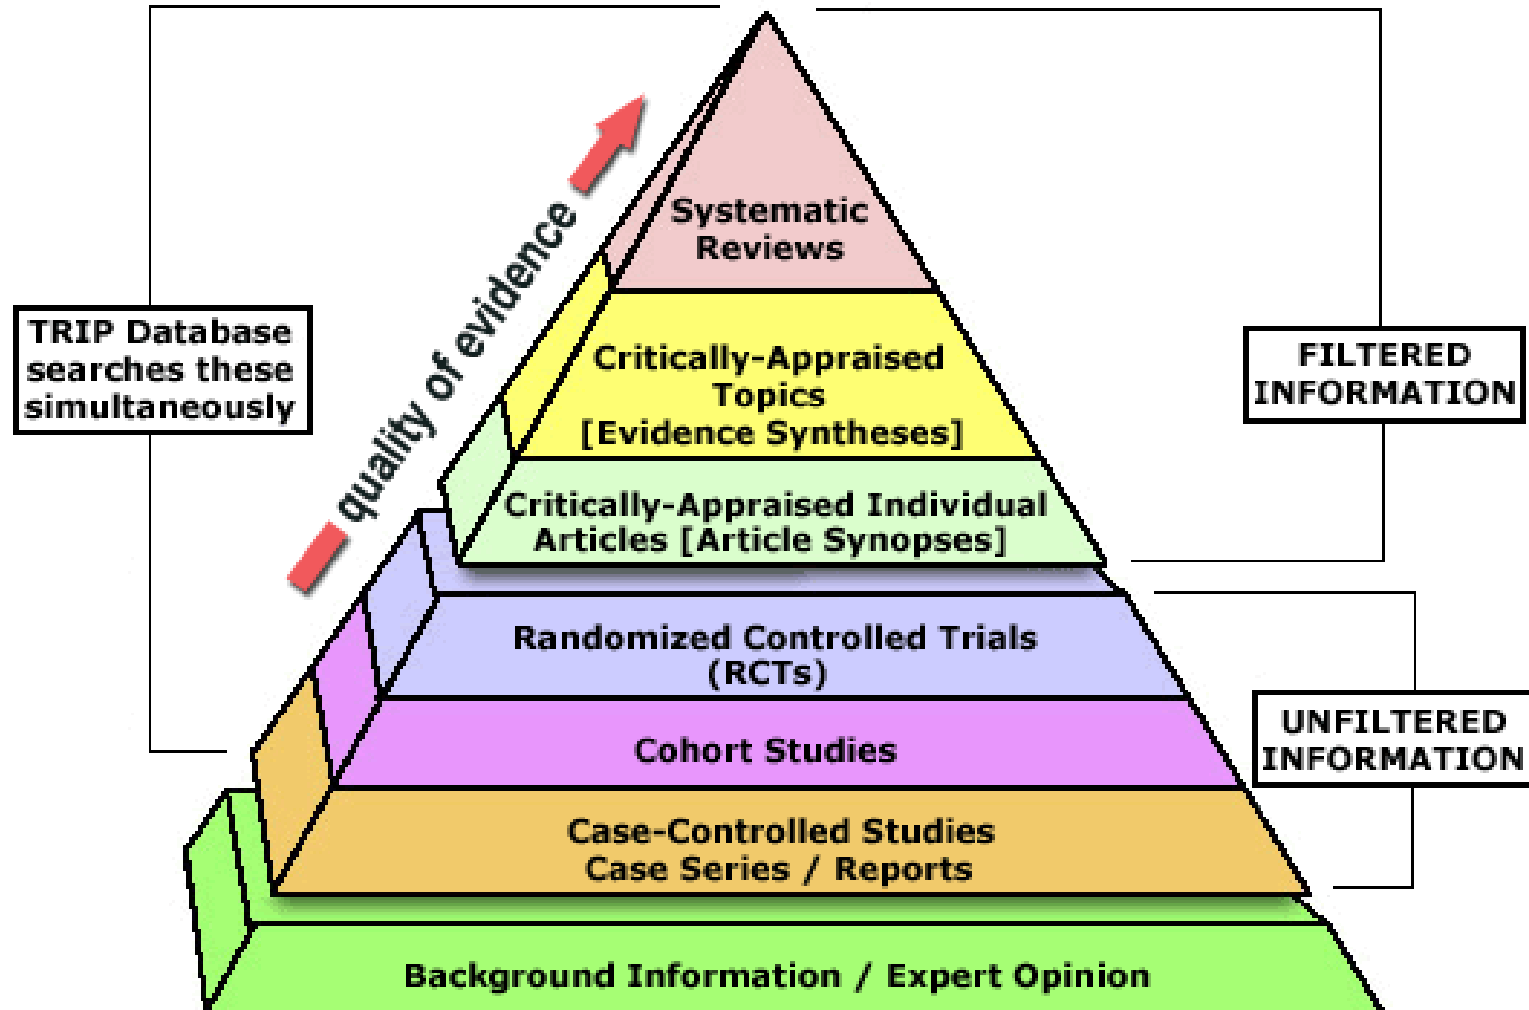 Systematic
Reviews
Critically-Appraised
Topics
[Evidence Syntheses]
Critically-Appraised Individual
Articles [Article Synopses]
Randomized Controlled Trials
(RCTs)
Cohort Studies
Case-Controlled Studies
Case Series / Reports
Background Information / Expert Opinion
quality of evidence
TRIP Database
searches these
simultaneously
FILTERED
INFORMATION
UNFILTERED
INFORMATION